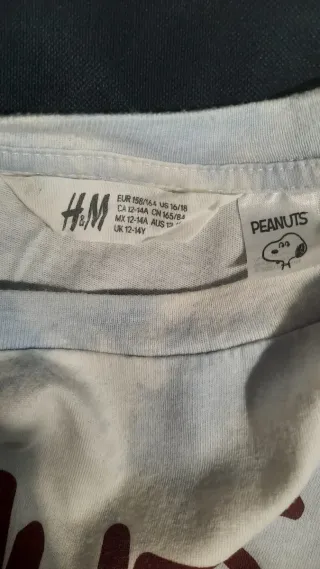 H&M
EUR 158/164 US 16/18
CA 12-14A CN 165/84
MX 12-14A AUS
UK 12-14Y
PEANUTS